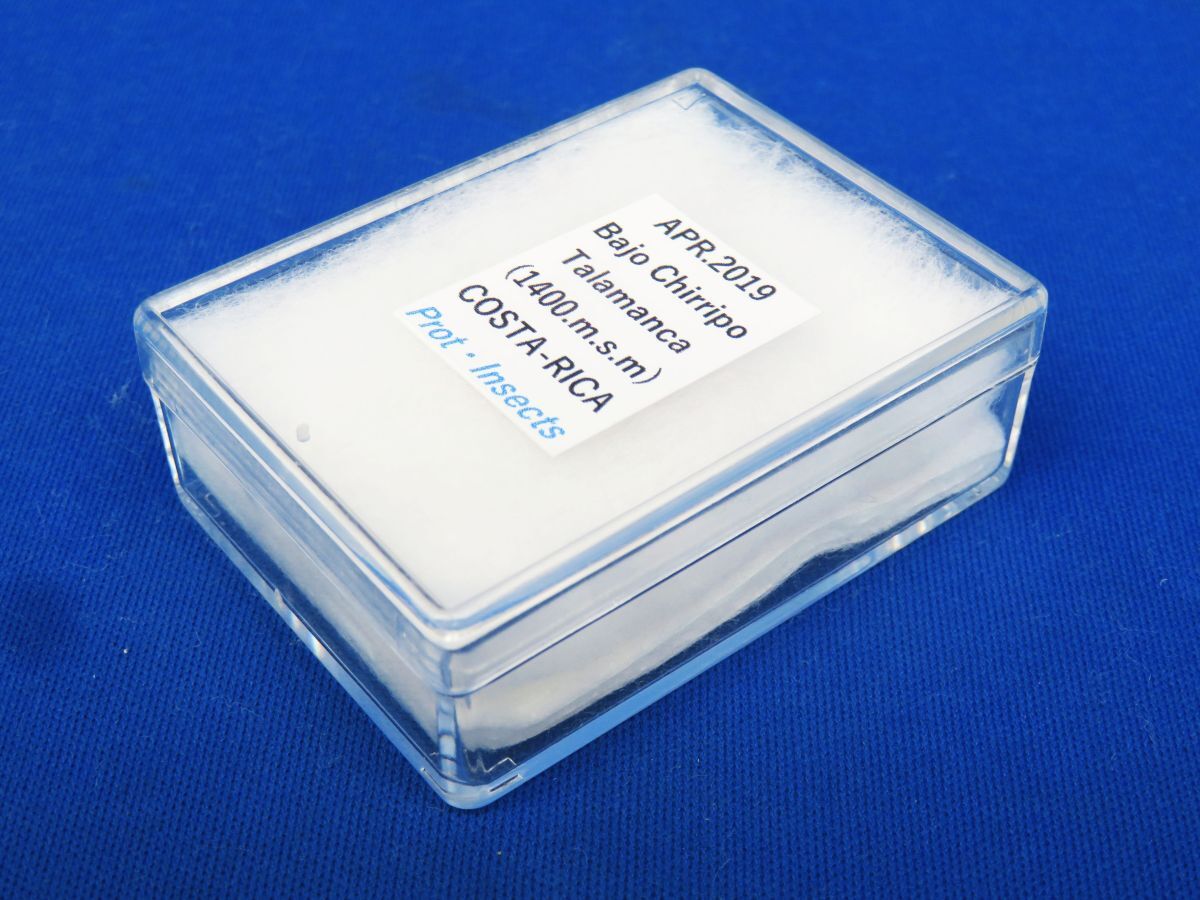 APR.2019
Bajo Chirripo
Talamanca
(1400.m.s.m)
COSTA-RICA
Prot・Insects